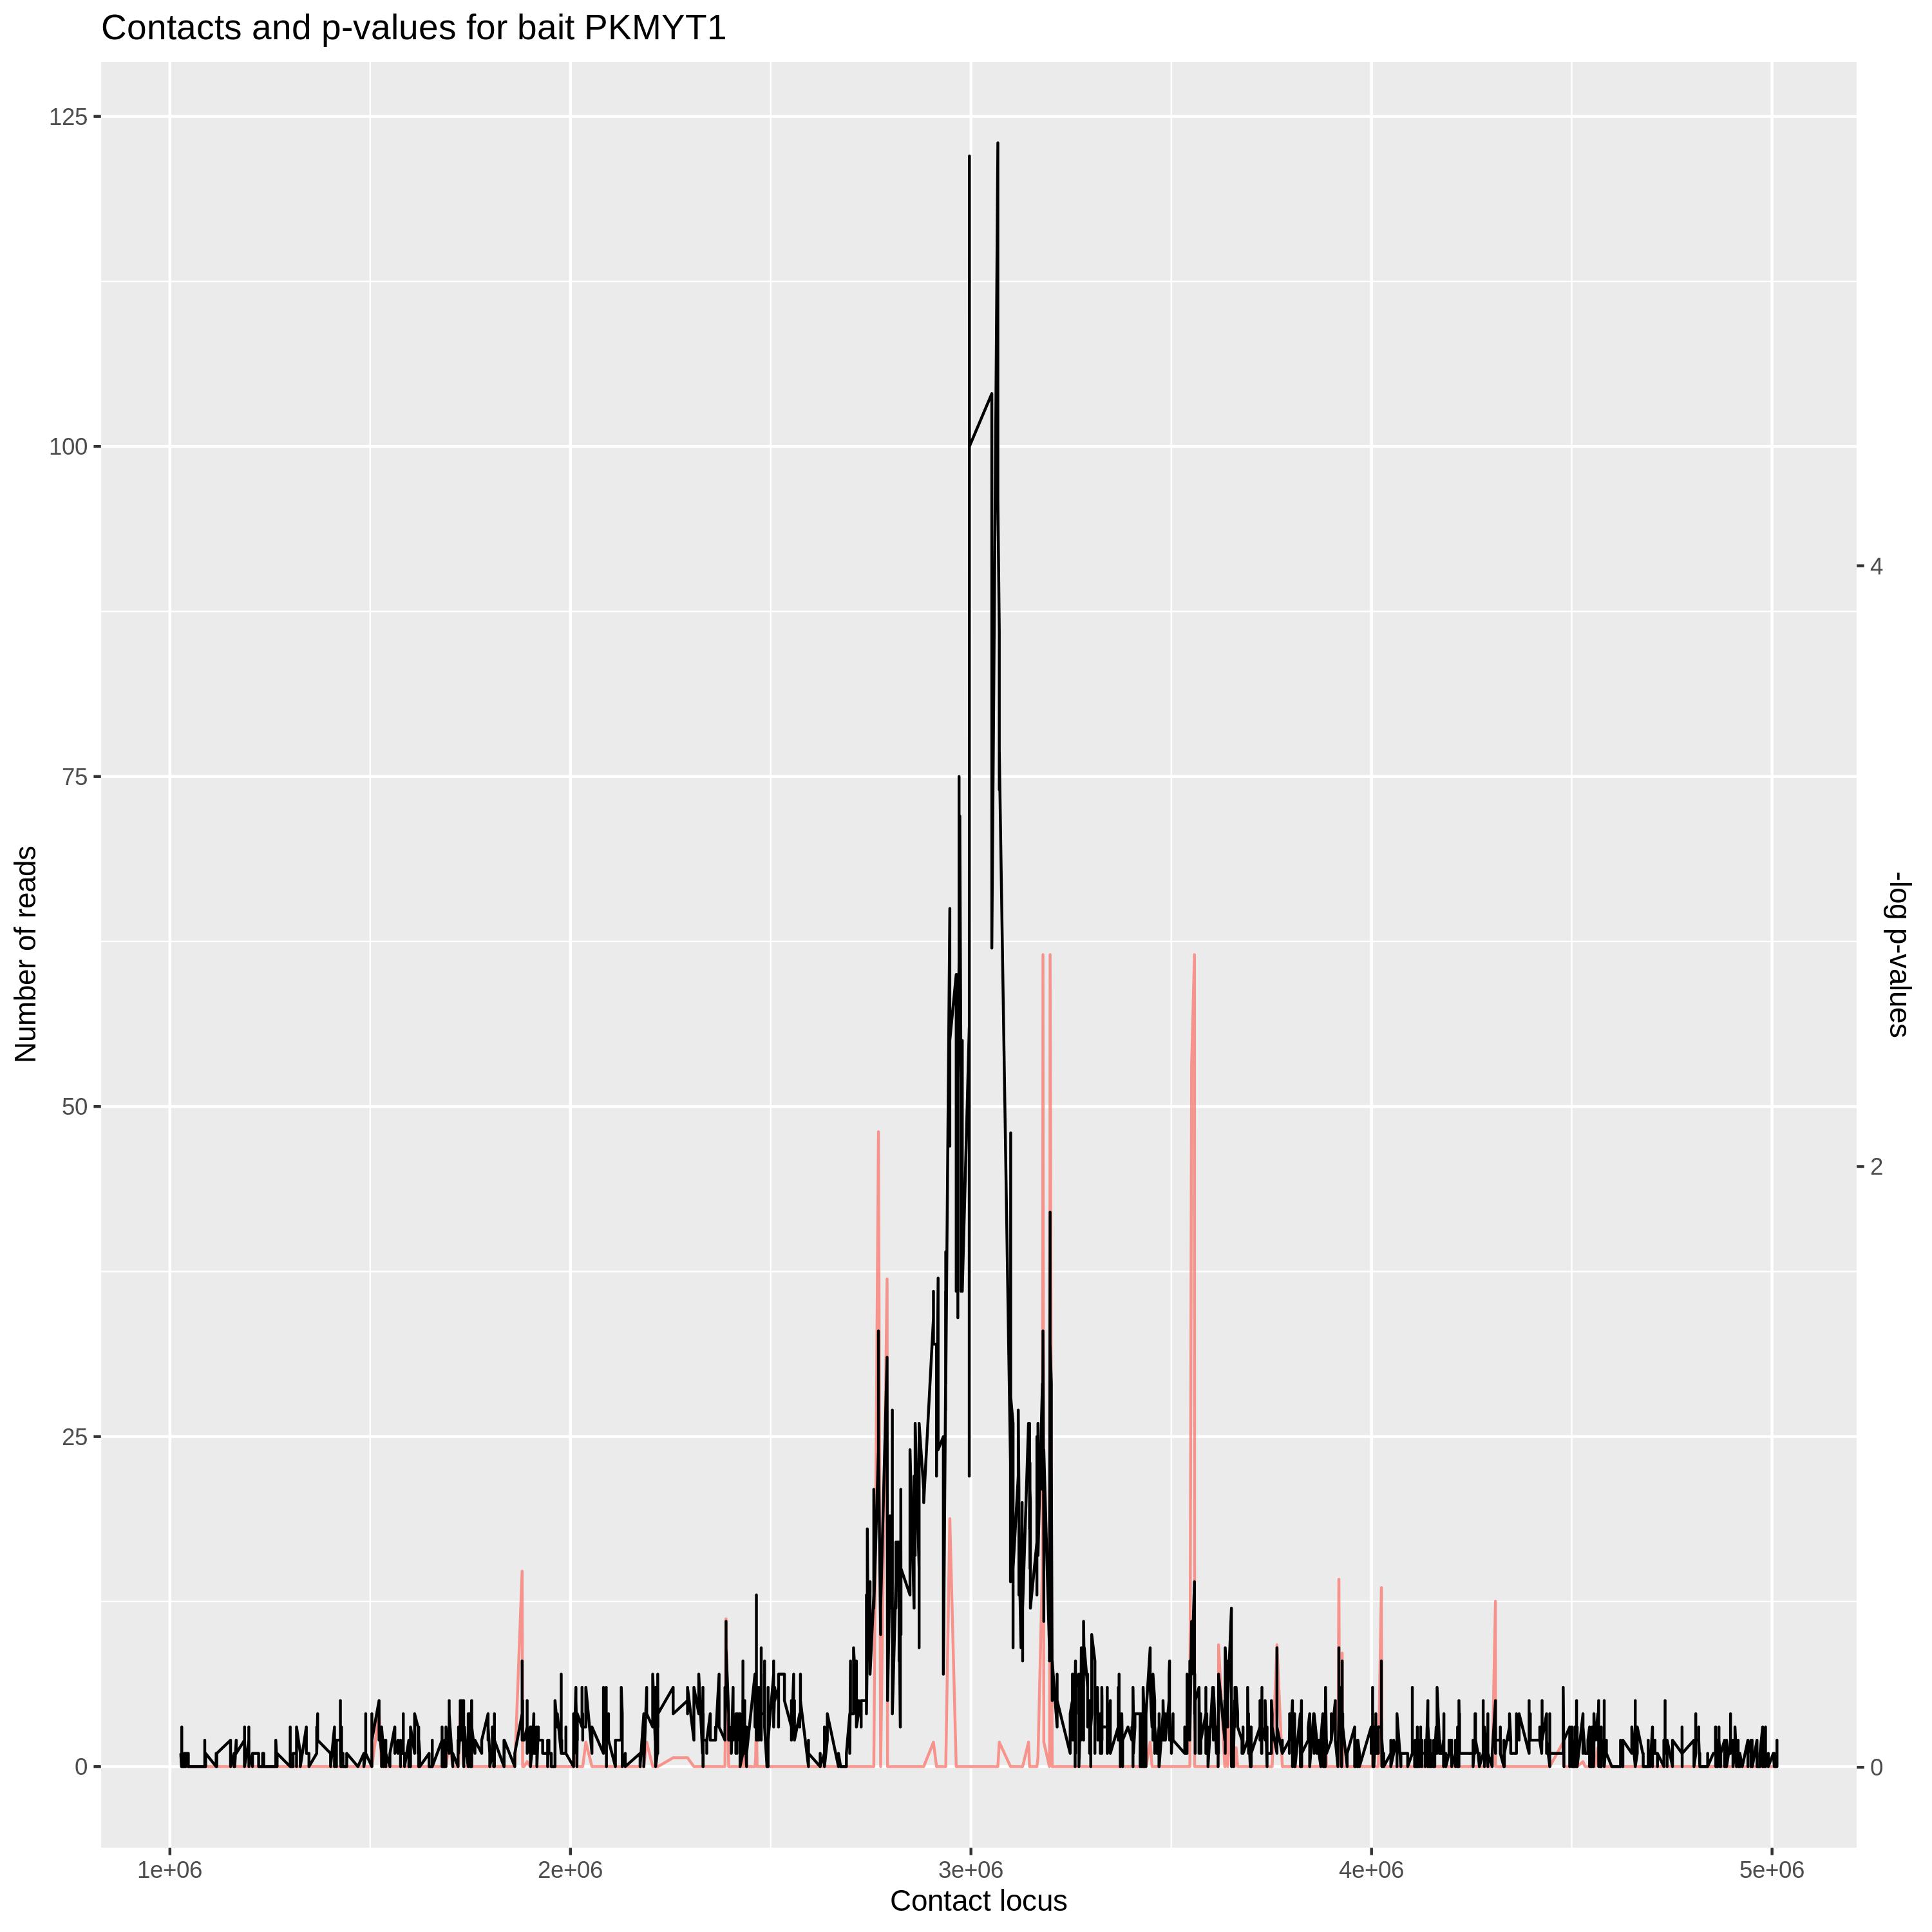 Contacts and p-values for bait PKMYT1
125
100
75
50
25
0
Number of reads
4
2
0
-log p-values
1e+06 2e+06 3e+06 4e+06 5e+06
Contact locus